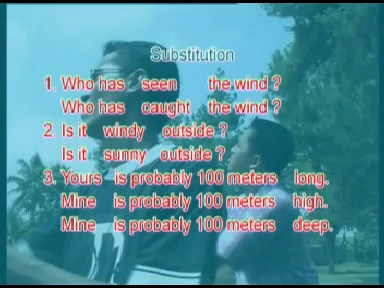 Substitution
1. Who has seen the wind ?
Who has caught the wind ?
2. Is it windy outside ?
Is it sunny outside ?
3. Yours is probably 100 meters long.
Mine is probably 100 meters high.
Mine is probably 100 meters deep.